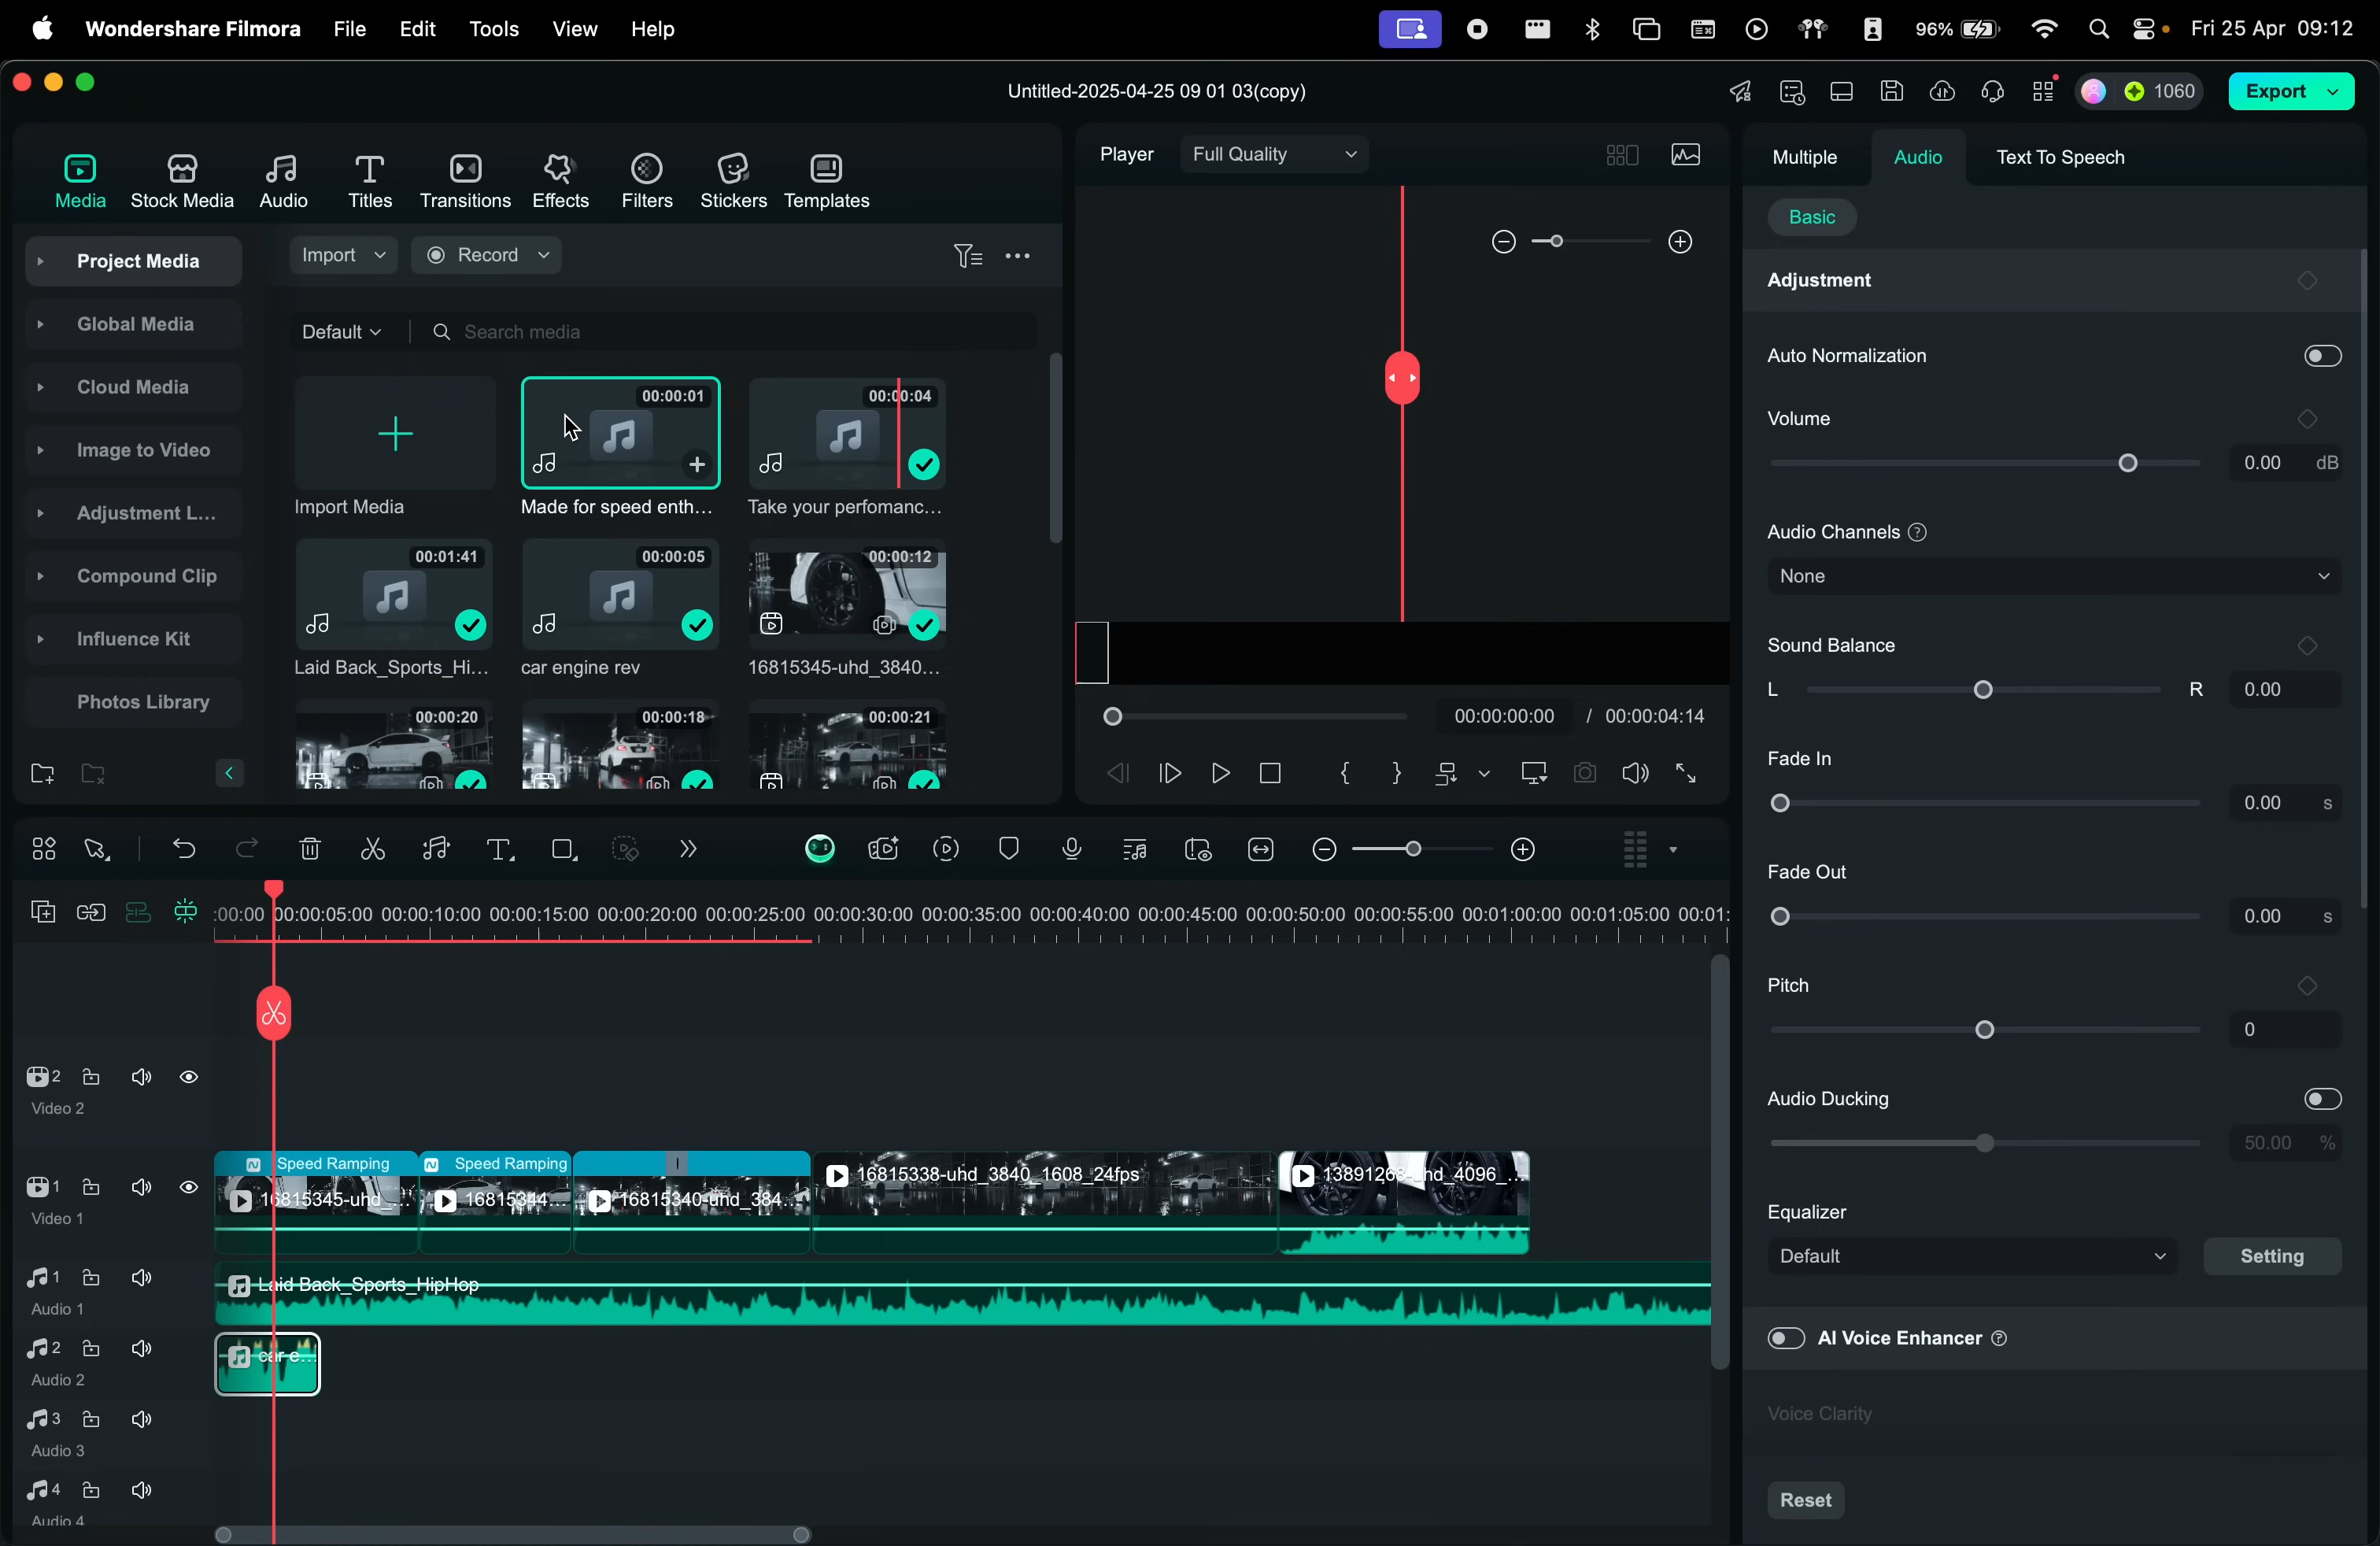 Wondershare Filmora File Edit Tools View Help 96% Fri 25 Apr 09:12
Untitled-2025-04-25 09 01 03(copy) 1060 Export
Media Stock Media Audio Titles Transitions Effects Filters Stickers Templates
Player Full Quality
Multiple Audio Text To Speech
Basic
Project Media
Global Media
Cloud Media
Image to Video
Adjustment L...
Compound Clip
Influence Kit
Photos Library
Import Record
Default Search media
00:00:01 00:00:04
Import Media Made for speed enth... Take your perfomanc...
00:01:41 00:00:05 00:00:12
Laid Back_Sports_Hi... car engine rev 16815345-uhd_3840...
00:00:20 00:00:18 00:00:21
00:00:00:00 / 00:00:04:14
Adjustment
Auto Normalization
Volume
0.00 dB
Audio Channels ?
None
Sound Balance
L R 0.00
Fade In
0.00 s
Fade Out
0.00 s
Pitch
0
Audio Ducking
50.00 %
Equalizer
Default Setting
AI Voice Enhancer ?
Voice Clarity
Reset
:00:00 00:00:05:00 00:00:10:00 00:00:15:00 00:00:20:00 00:00:25:00 00:00:30:00 00:00:35:00 00:00:40:00 00:00:45:00 00:00:50:00 00:00:55:00 00:01:00:00 00:01:05:00 00:01:
2
Video 2
1
Video 1
Speed Ramping Speed Ramping
16815345-uhd_... 16815344... 16815340-uhd_384... 16815338-uhd_3840_1608_24fps 13891268-uhd_4096_...
1
Audio 1
Laid Back_Sports_HipHop
2
Audio 2
car e...
3
Audio 3
4
Audio 4